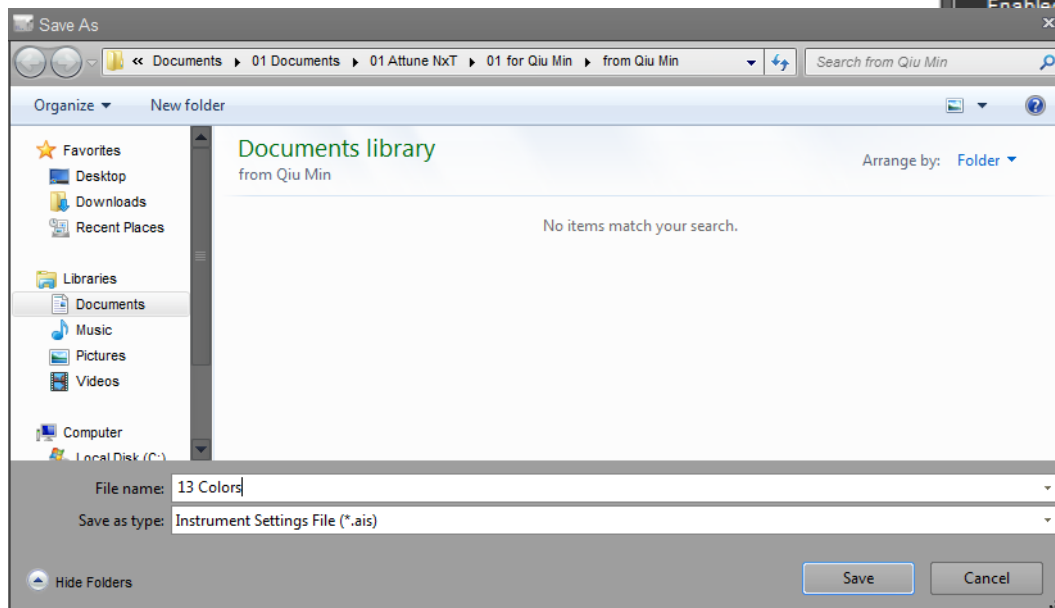 Enabled
Save As
« Documents ▸ 01 Documents ▸ 01 Attune NxT ▸ 01 for Qiu Min ▸ from Qiu Min
Search from Qiu Min
Organize
New folder
Favorites
Desktop
Downloads
Recent Places
Libraries
Documents
Music
Pictures
Videos
Computer
Local Disk (C:)
Documents library
from Qiu Min
Arrange by: Folder
No items match your search.
File name: 13 Colors
Save as type: Instrument Settings File (*.ais)
Hide Folders
Save
Cancel